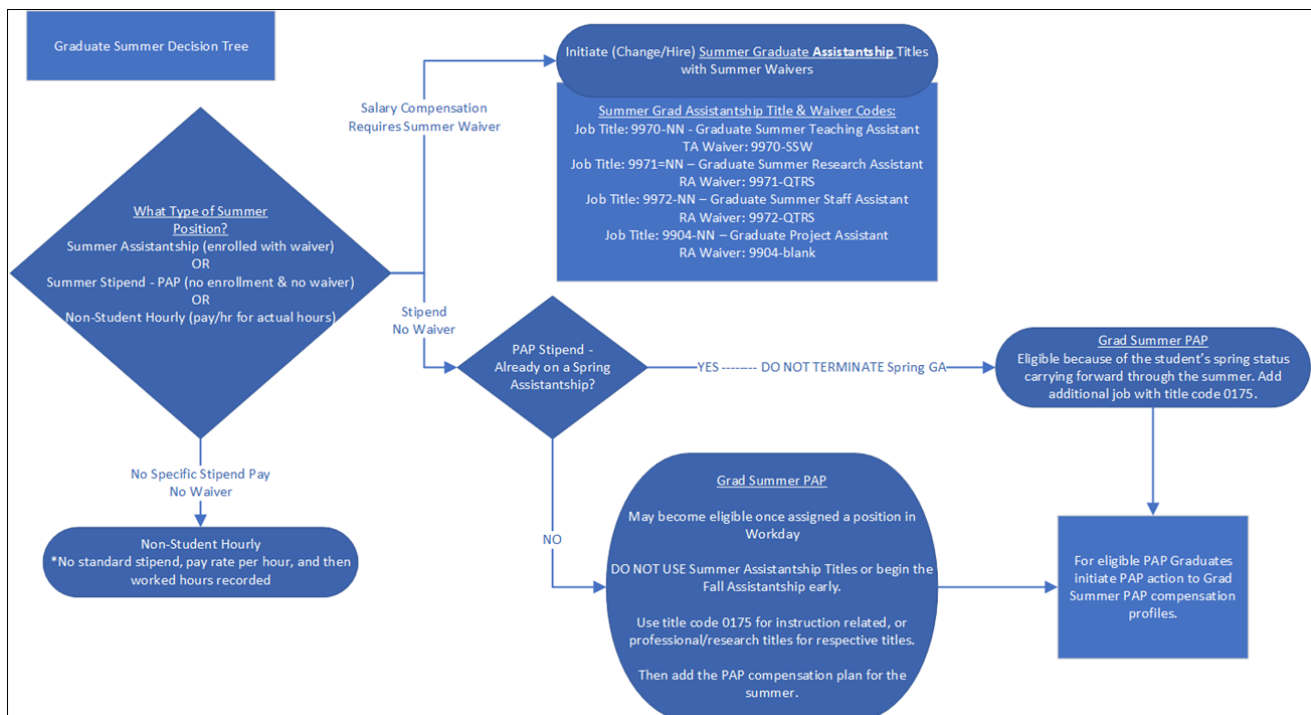 Graduate Summer Decision Tree
Initiate (Change/Hire) Summer Graduate Assistantship Titles
with Summer Waivers
Salary Compensation
Requires Summer Waiver
Summer Grad Assistantship Title & Waiver Codes:
Job Title: 9970-NN - Graduate Summer Teaching Assistant
TA Waiver: 9970-SSW
Job Title: 9971=NN – Graduate Summer Research Assistant
RA Waiver: 9971-QTRS
Job Title: 9972-NN – Graduate Summer Staff Assistant
RA Waiver: 9972-QTRS
Job Title: 9904-NN – Graduate Project Assistant
RA Waiver: 9904-blank
What Type of Summer
Position?
Summer Assistantship (enrolled with waiver)
OR
Summer Stipend - PAP (no enrollment & no waiver)
OR
Non-Student Hourly (pay/hr for actual hours)
Stipend
No Waiver
PAP Stipend -
Already on a Spring
Assistantship?
YES -------- DO NOT TERMINATE Spring GA
Grad Summer PAP
Eligible because of the student's spring status
carrying forward through the summer. Add
additional job with title code 0175.
No Specific Stipend Pay
No Waiver
Non-Student Hourly
*No standard stipend, pay rate per hour, and then
worked hours recorded
NO
Grad Summer PAP
May become eligible once assigned a position in
Workday
DO NOT USE Summer Assistantship Titles or begin the
Fall Assistantship early.
Use title code 0175 for instruction related, or
professional/research titles for respective titles.
Then add the PAP compensation plan for the
summer.
For eligible PAP Graduates
initiate PAP action to Grad
Summer PAP compensation
profiles.